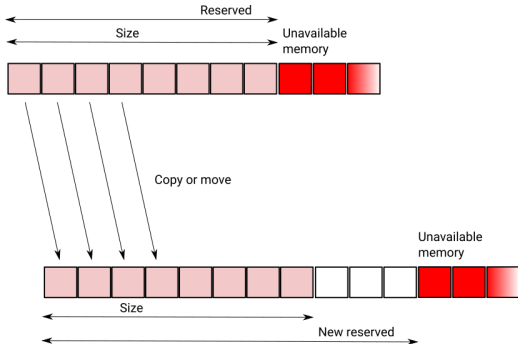 Reserved
Size
Unavailable
memory
Copy or move
Unavailable
memory
Size
New reserved